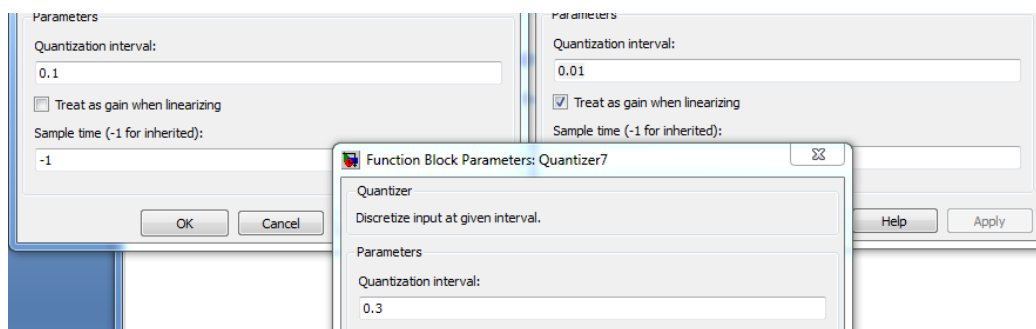 Parameters
Quantization interval:
0.1
Treat as gain when linearizing
Sample time (-1 for inherited):
-1
OK
Cancel
Parameters
Quantization interval:
0.01
Treat as gain when linearizing
Sample time (-1 for inherited):
Help
Apply
Function Block Parameters: Quantizer7
Quantizer
Discretize input at given interval.
Parameters
Quantization interval:
0.3